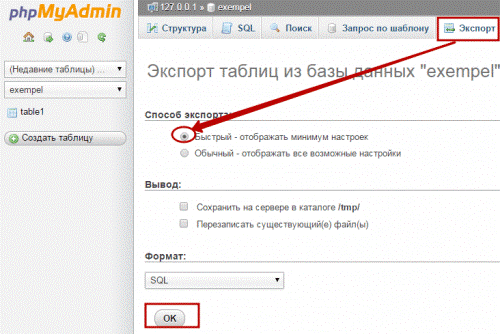 phpMyAdmin
(Недавние таблицы) ...
exempel
table1
Создать таблицу
127.0.0.1 » exempel
Структура SQL Поиск Запрос по шаблону Экспорт
Экспорт таблиц из базы данных "exempel"
Способ экспорта:
Быстрый - отображать минимум настроек
Обычный - отображать все возможные настройки
Вывод:
Сохранить на сервере в каталоге /tmp/
Перезаписать существующий(е) файл(ы)
Формат:
SQL
OK